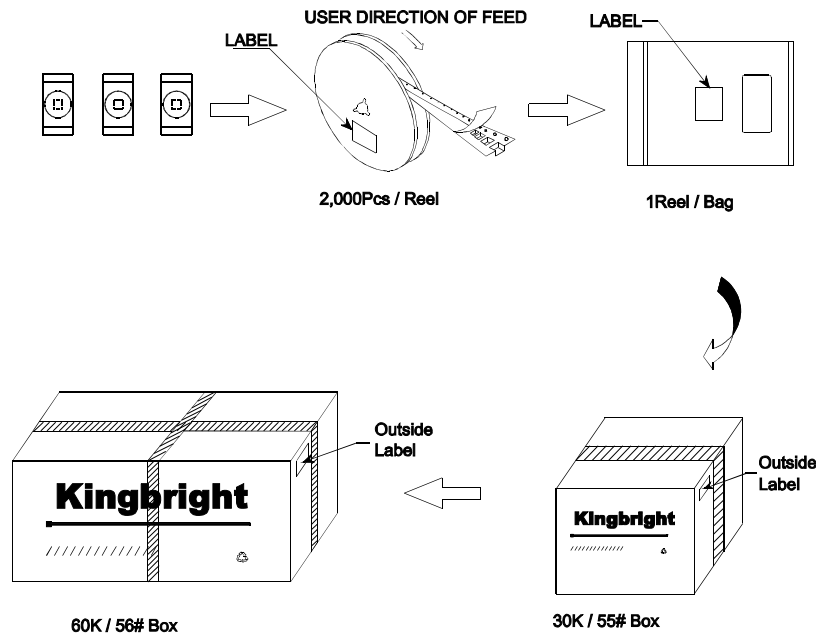 USER DIRECTION OF FEED
LABEL
LABEL
2,000Pcs / Reel
1Reel / Bag
Outside
Label
Kingbright
60K / 56# Box
Outside
Label
Kingbright
30K / 55# Box